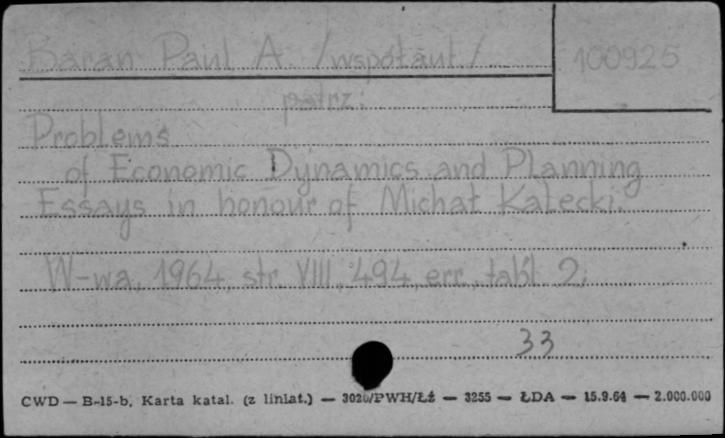 Baran Paul A. /współaut/
100925
patrz:
Problems
of Economic Dynamics and Planning
Essays in honour of Michał Kalecki.
W-wa, 1964, str. VIII, 494, err., tabl. 2.
33
CWD — B-15-b, Karta katal. (z liniat.) — 3020/PWH/Łź — 3255 — ŁDA — 15.9.64 — 2.000.000